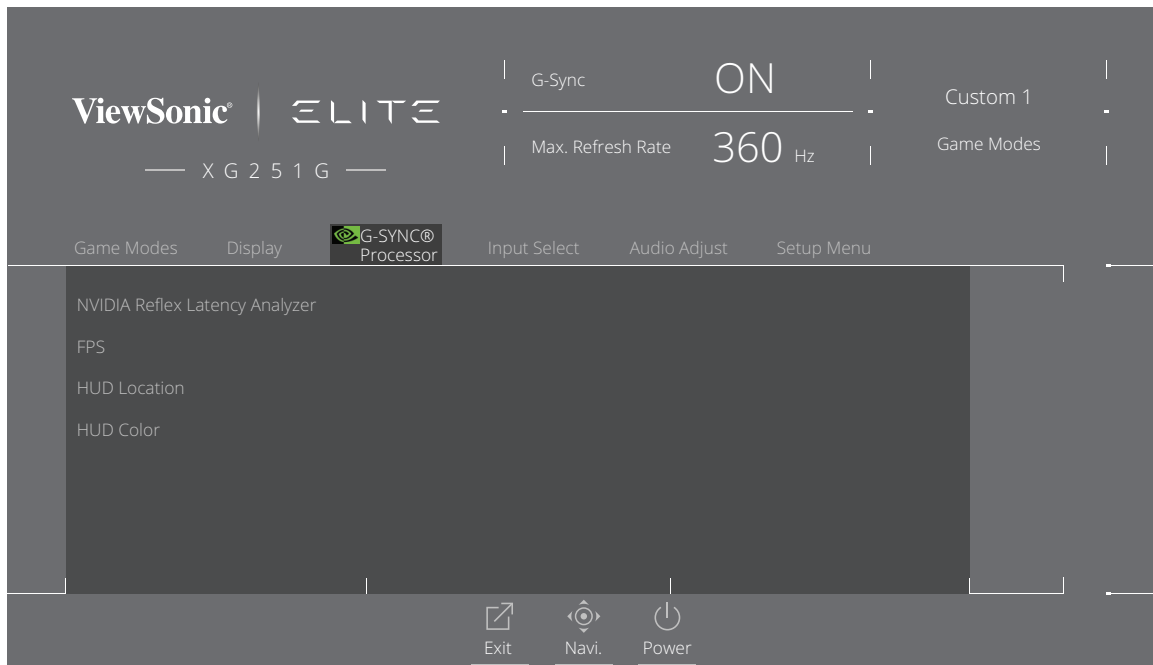 ViewSonic® ELITE
XG251G
G-Sync ON
Max. Refresh Rate 360 Hz
Custom 1
Game Modes
Game Modes Display G-SYNC® Processor Input Select Audio Adjust Setup Menu
NVIDIA Reflex Latency Analyzer
FPS
HUD Location
HUD Color
Exit Navi. Power